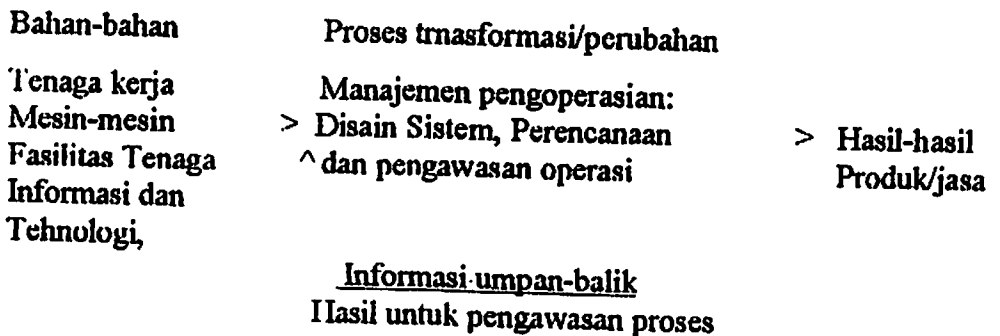 Bahan-bahan
Proses trnasformasi/perubahan
Tenaga kerja
Mesin-mesin
Fasilitas Tenaga
Informasi dan
Tehnologi,
>
Manajemen pengoperasian:
Disain Sistem, Perencanaan
^ dan pengawasan operasi
>
Hasil-hasil
Produk/jasa
Informasi umpan-balik
Hasil untuk pengawasan proses